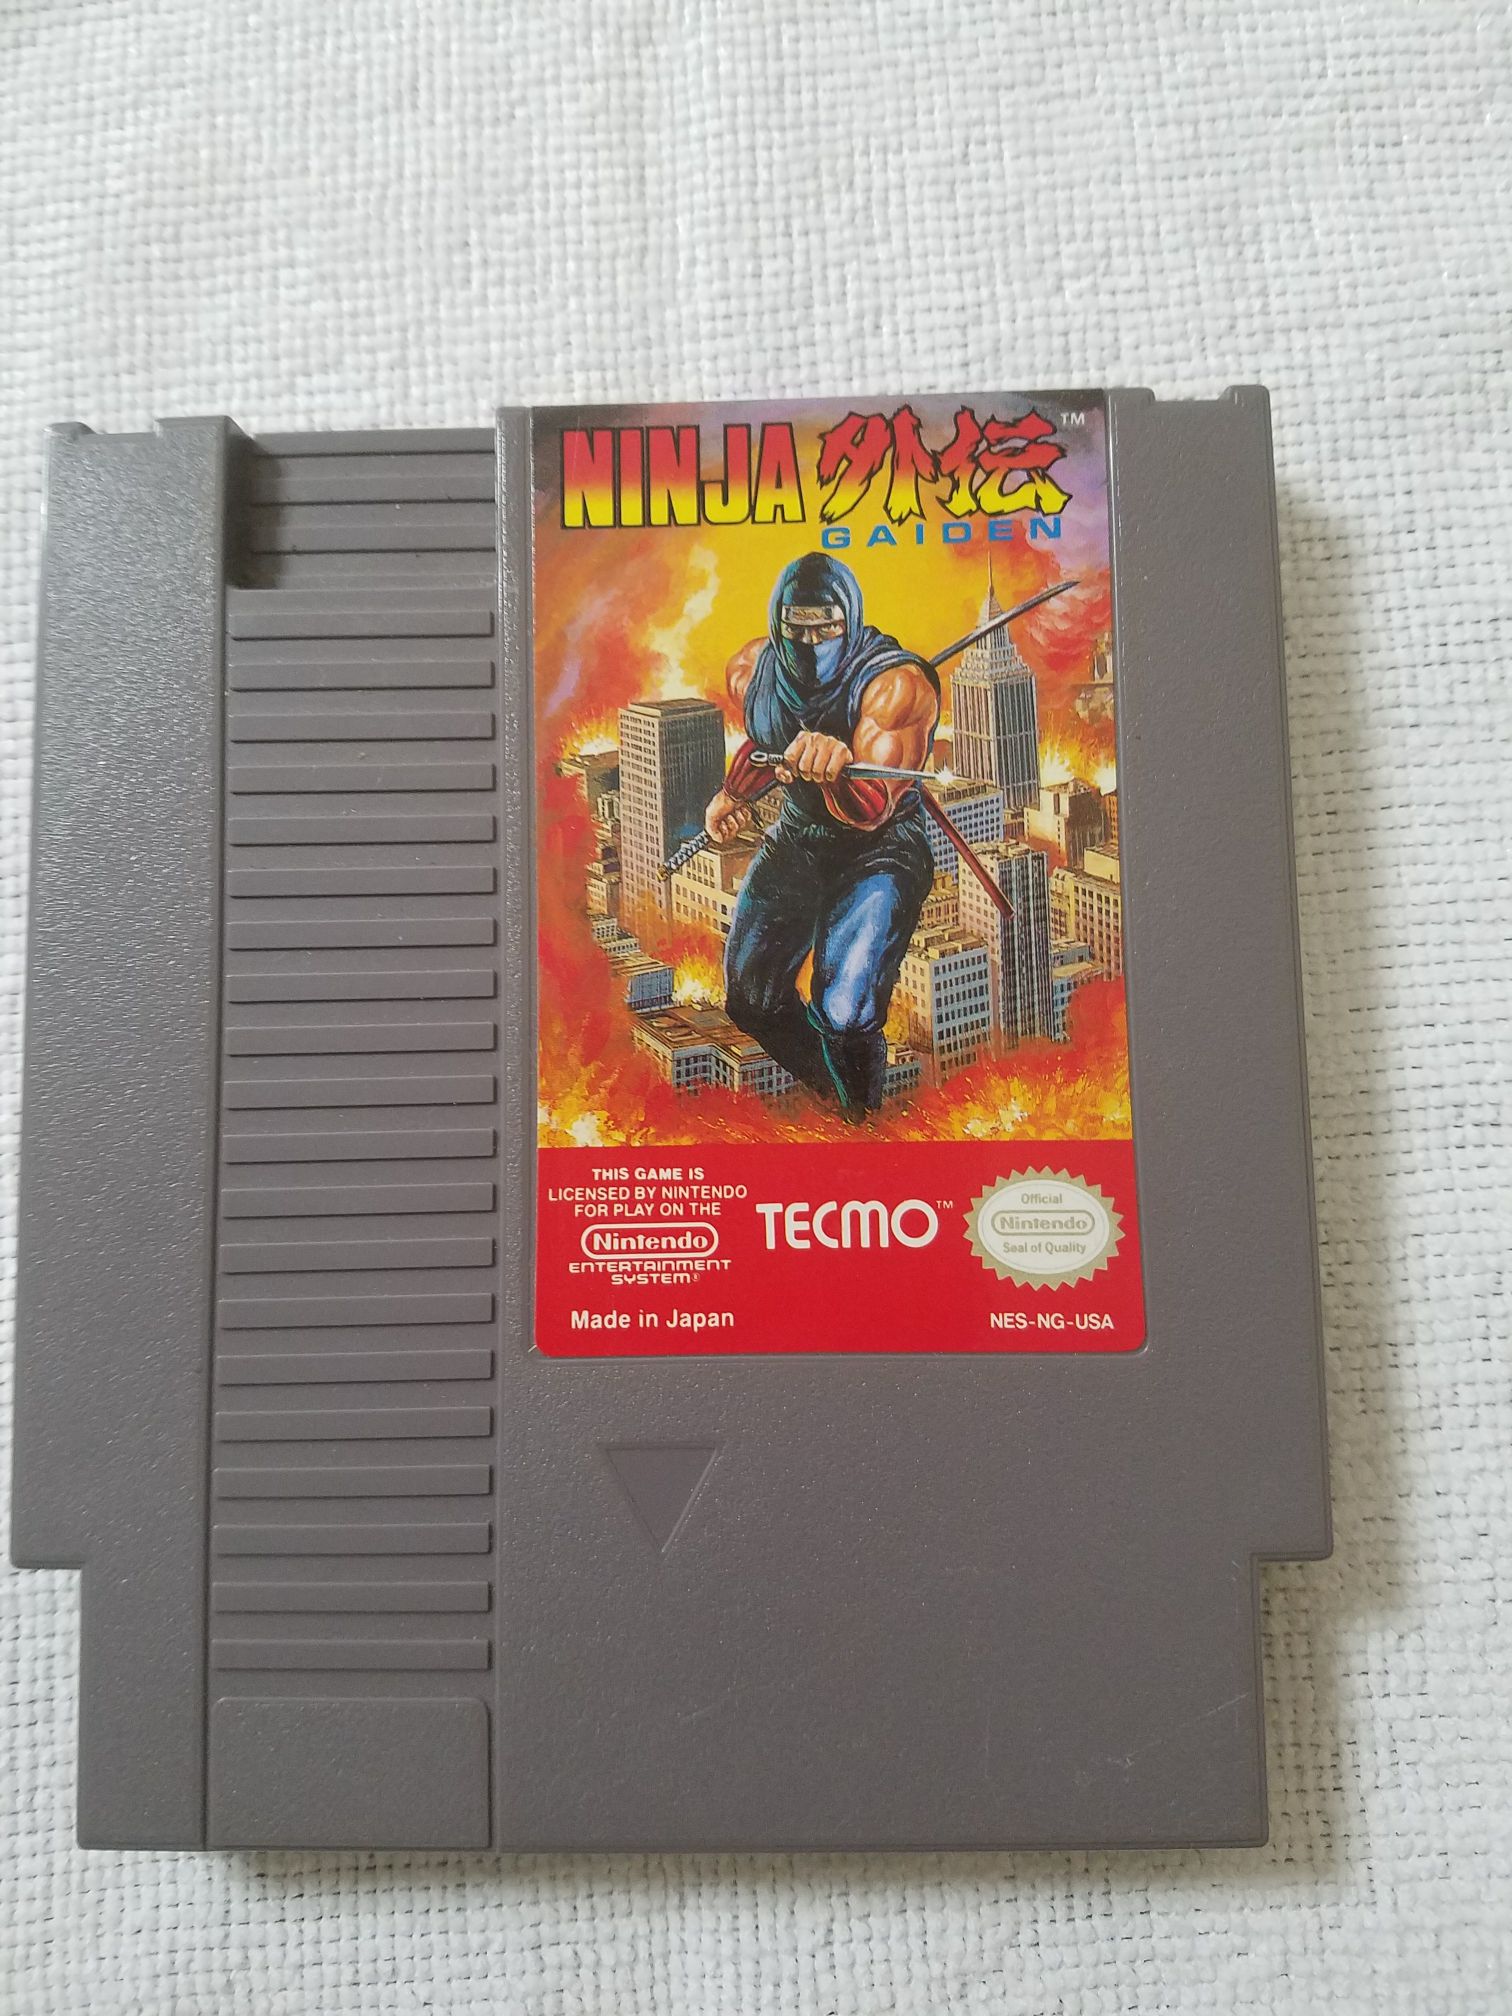 NINJA 外伝 ™
GAIDEN
THIS GAME IS
LICENSED BY NINTENDO
FOR PLAY ON THE
Nintendo
ENTERTAINMENT
SYSTEM®
TECMO™
Official
Nintendo
Seal of Quality
Made in Japan
NES-NG-USA